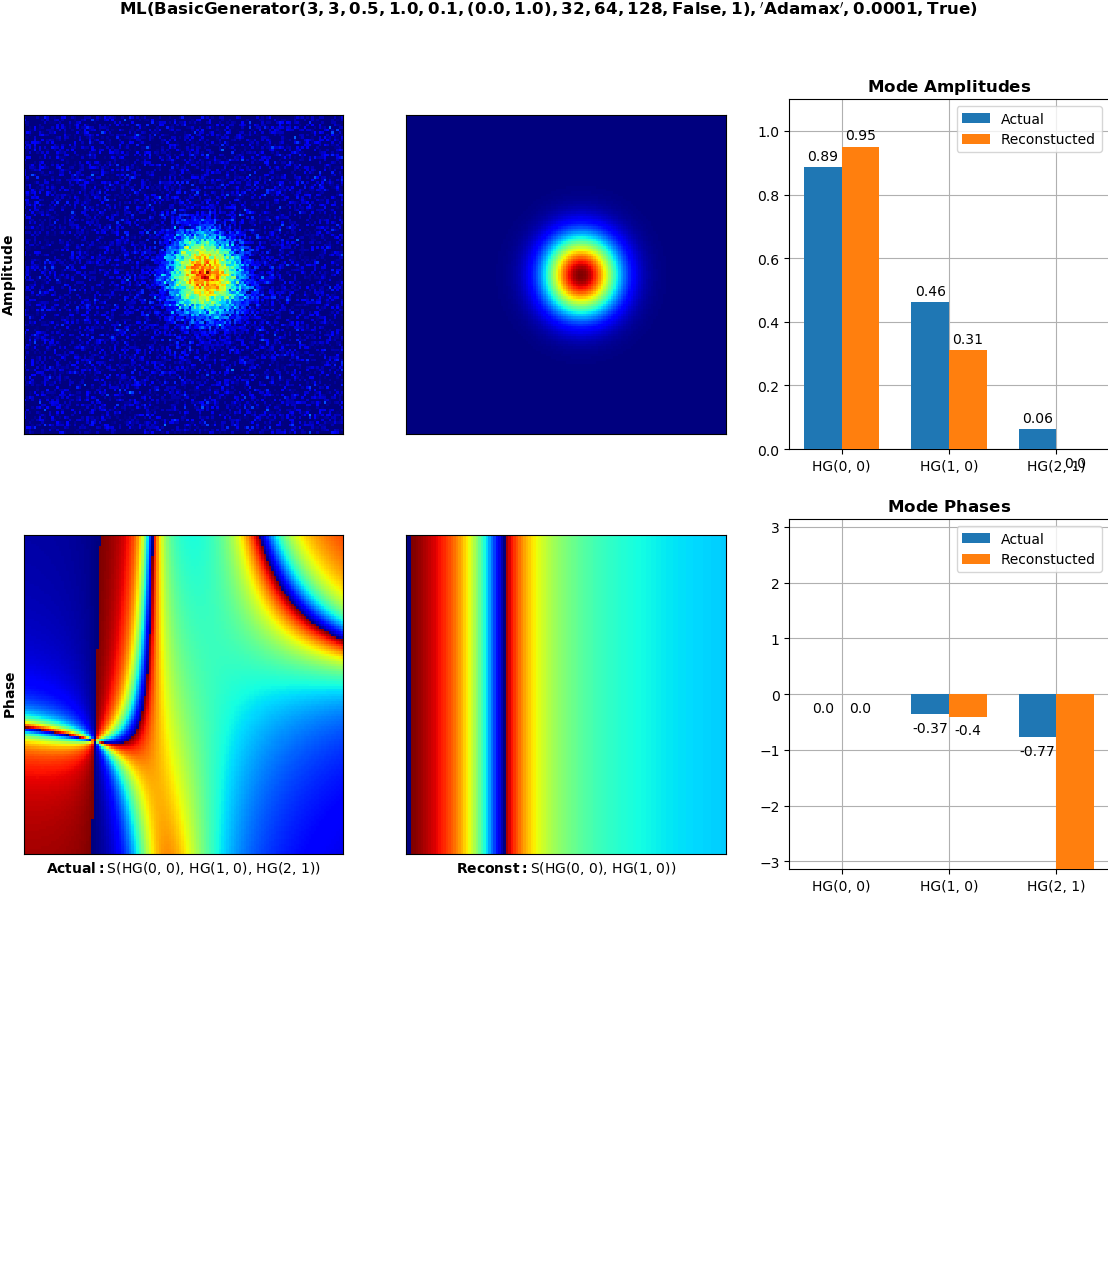 ML(BasicGenerator(3, 3, 0.5, 1.0, 0.1, (0.0, 1.0), 32, 64, 128, False, 1), ′Adamax′, 0.0001, True)
Amplitude
Mode Amplitudes
Actual
Reconstucted
1.0
0.8
0.6
0.4
0.2
0.0
0.89
0.95
0.46
0.31
0.06
0.0
HG(0, 0)
HG(1, 0)
HG(2, 1)
Phase
Actual: S(HG(0, 0), HG(1, 0), HG(2, 1))
Reconst: S(HG(0, 0), HG(1, 0))
Mode Phases
Actual
Reconstucted
3
2
1
0
−1
−2
−3
0.0
0.0
-0.37
-0.4
-0.77
HG(0, 0)
HG(1, 0)
HG(2, 1)